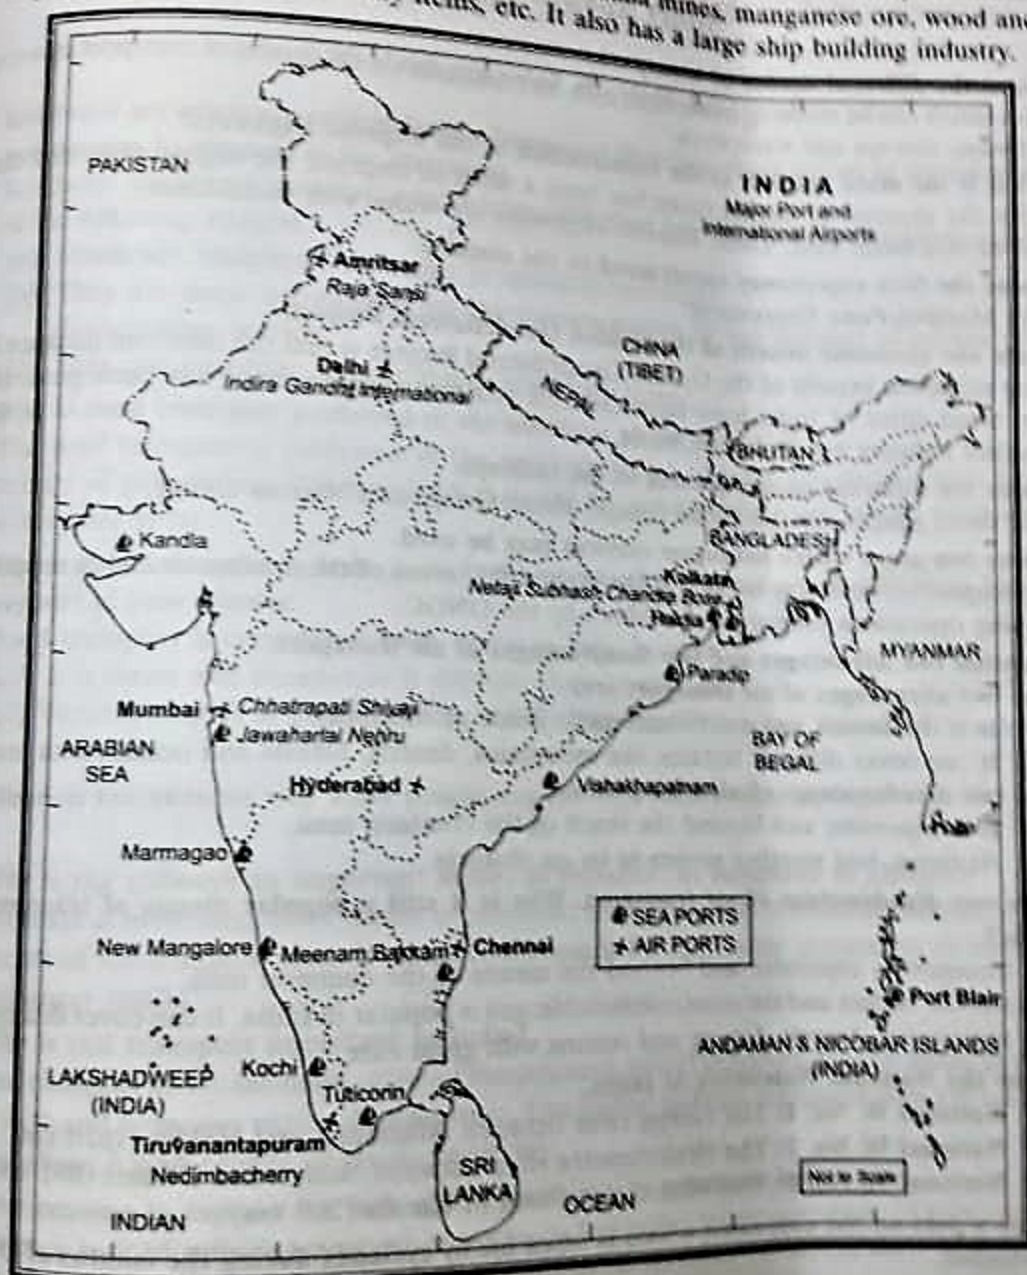 mines, manganese ore, wood and
items, etc. It also has a large ship building industry.
PAKISTAN
INDIA
Major Port and
International Airports
Amritsar
Raja Sansi
CHINA
(TIBET)
Delhi
Indira Gandhi International
NEPAL
BHUTAN
BANGLADESH
Kandla
Kolkata
Netaji Subhash Chandra Bose
Haldia
MYANMAR
Paradip
Mumbai
Chhatrapati Shivaji
Jawaharlal Nehru
ARABIAN
SEA
BAY OF
BEGAL
Hyderabad
Vishakhapatnam
Marmagao
SEA PORTS
AIR PORTS
New Mangalore
Meenam Bakkam
Chennai
Port Blair
ANDAMAN & NICOBAR ISLANDS
(INDIA)
Kochi
LAKSHADWEEP
(INDIA)
Tuticorin
Tiruvanantapuram
Nedimbacherry
SRI
LANKA
Not to Scale
OCEAN
INDIAN